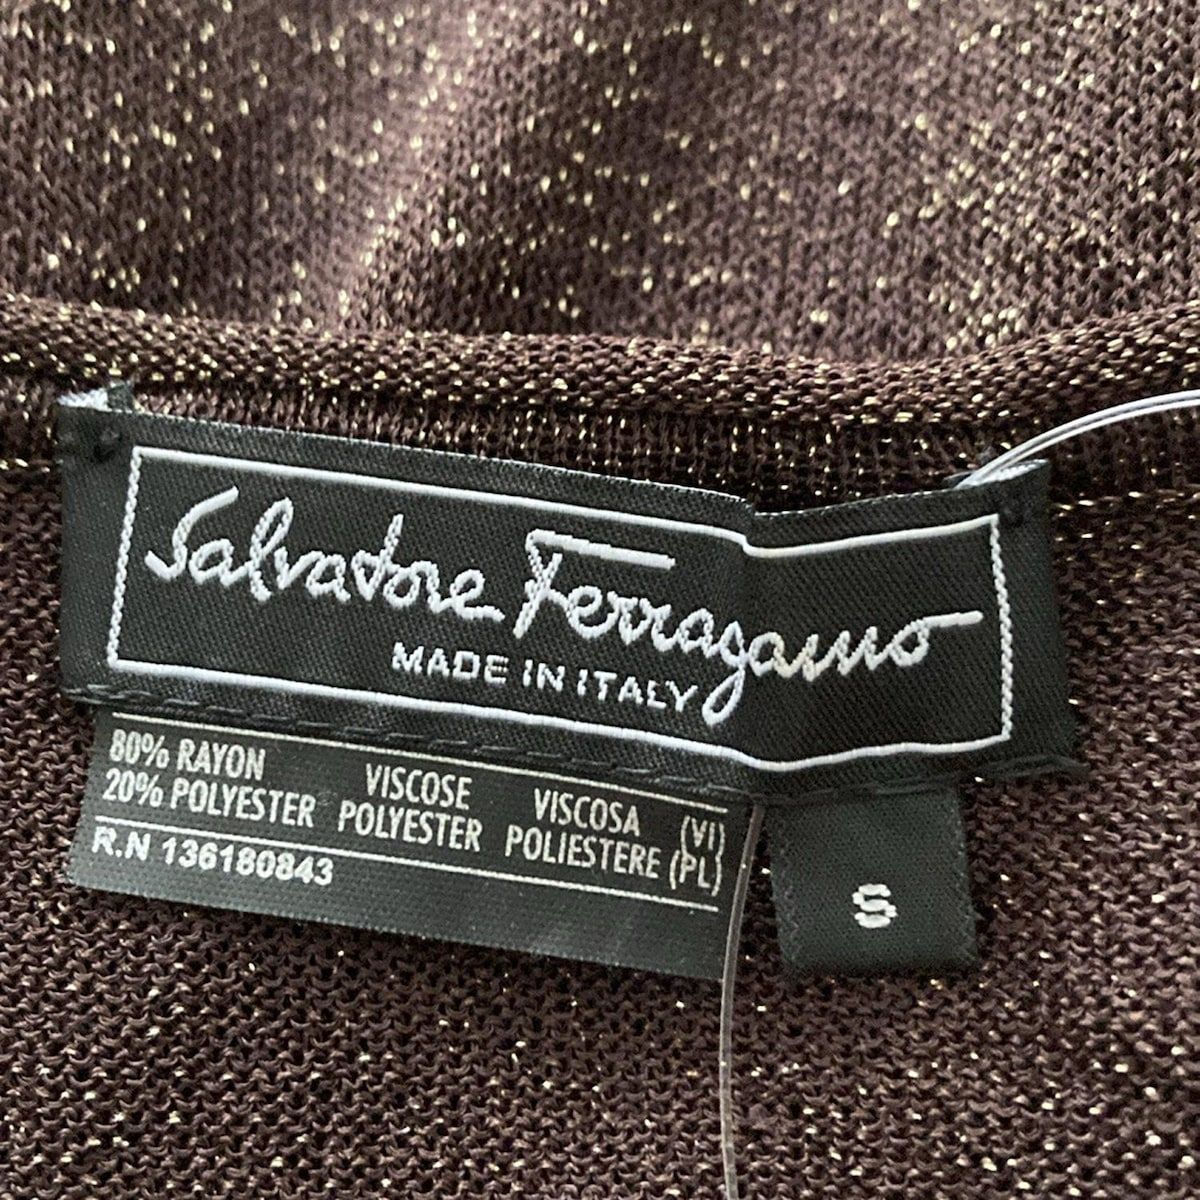 Salvatore Ferragamo
MADE IN ITALY
80% RAYON VISCOSE VISCOSA (VI)
20% POLYESTER POLYESTER POLIESTERE (PL)
R.N 136180843
S